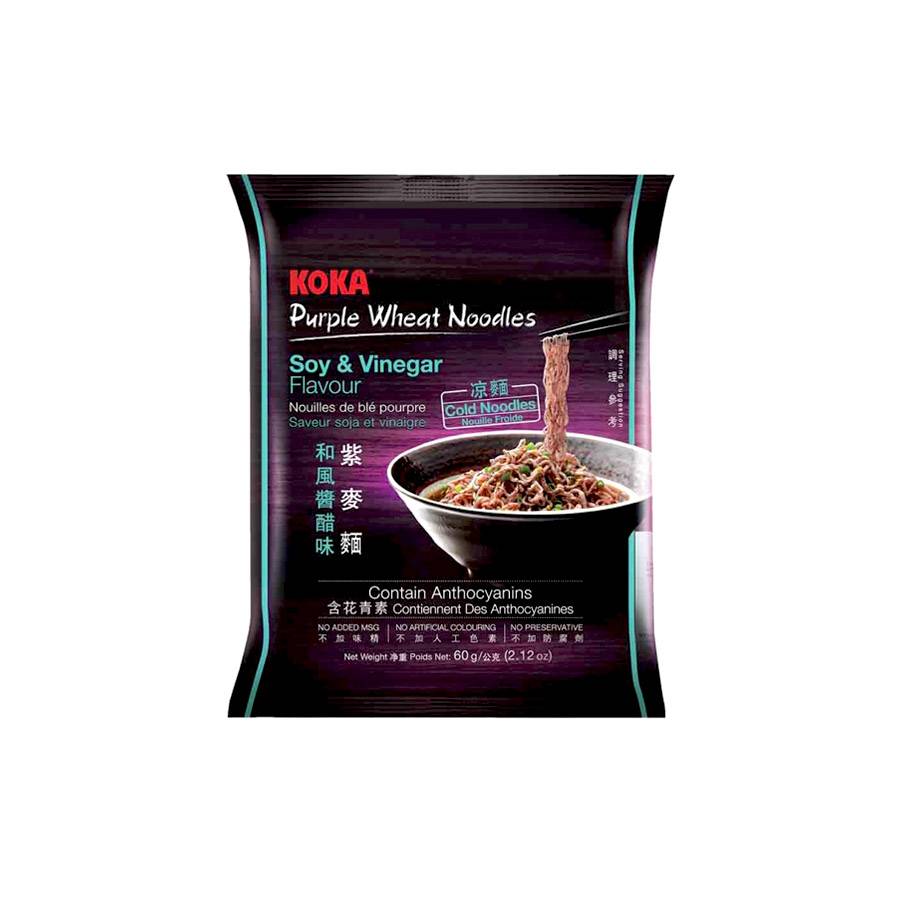 KOKA
Purple Wheat Noodles
Soy & Vinegar
Flavour
Nouilles de blé pourpre
Saveur soja et vinaigre
凉麵
Cold Noodles
Nouille Froide
Serving Suggestion
調理參考
紫麥麵
和風醬醋味
Contain Anthocyanins
含花青素 Contiennent Des Anthocyanines
NO ADDED MSG | NO ARTIFICIAL COLOURING | NO PRESERVATIVE
不加味精 | 不加人工色素 | 不加防腐劑
Net Weight 净重 Poids Net: 60g/公克 (2.12 oz)